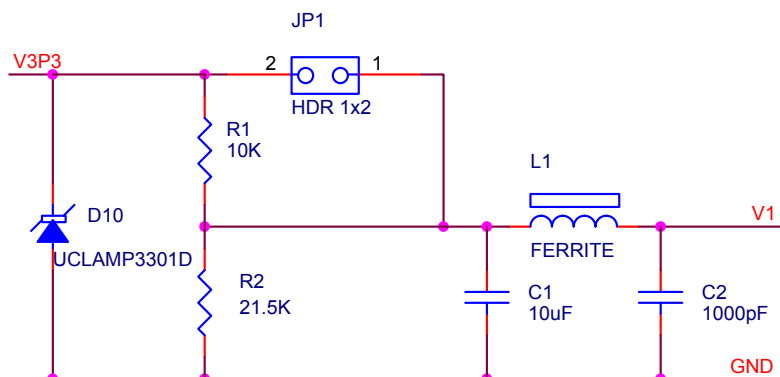 JP1
V3P3
2
1
HDR 1x2
R1
10K
L1
V1
D10
UCLAMP3301D
FERRITE
R2
21.5K
C1
10uF
C2
1000pF
GND